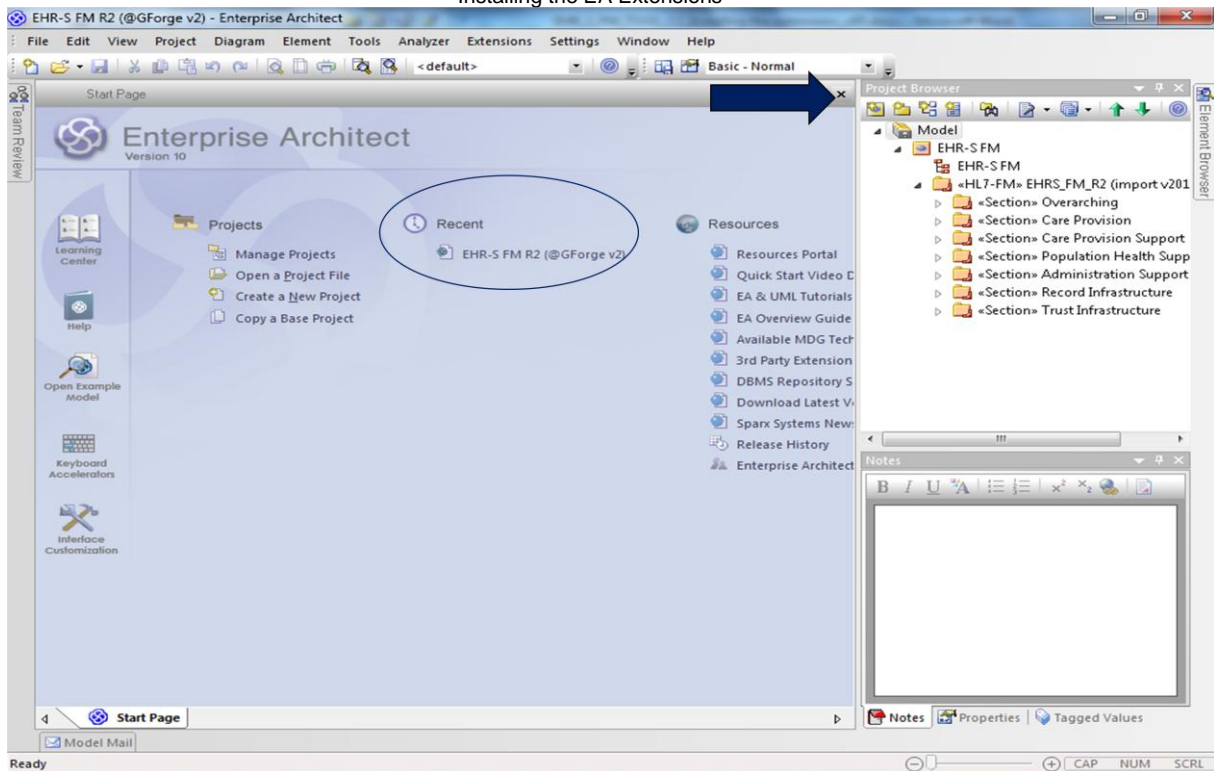 Installing the EA Extensions
EHR-S FM R2 (@GForge v2) - Enterprise Architect
File Edit View Project Diagram Element Tools Analyzer Extensions Settings Window Help
<default> Basic - Normal
Team Review
Start Page
Enterprise Architect
Version 10
Learning Center
Help
Open Example Model
Keyboard Accelerators
Interface Customization
Projects
Manage Projects
Open a Project File
Create a New Project
Copy a Base Project
Recent
EHR-S FM R2 (@GForge v2)
Resources
Resources Portal
Quick Start Video D
EA & UML Tutorials
EA Overview Guide
Available MDG Tech
3rd Party Extension
DBMS Repository S
Download Latest Ve
Sparx Systems News
Release History
Enterprise Architect
Start Page
Model Mail
Project Browser
Model
EHR-S FM
EHR-S FM
«HL7-FM» EHRS_FM_R2 (import v201
«Section» Overarching
«Section» Care Provision
«Section» Care Provision Support
«Section» Population Health Supp
«Section» Administration Support
«Section» Record Infrastructure
«Section» Trust Infrastructure
Element Browser
Notes
B I U A x² x₂
Notes Properties Tagged Values
Ready CAP NUM SCRL